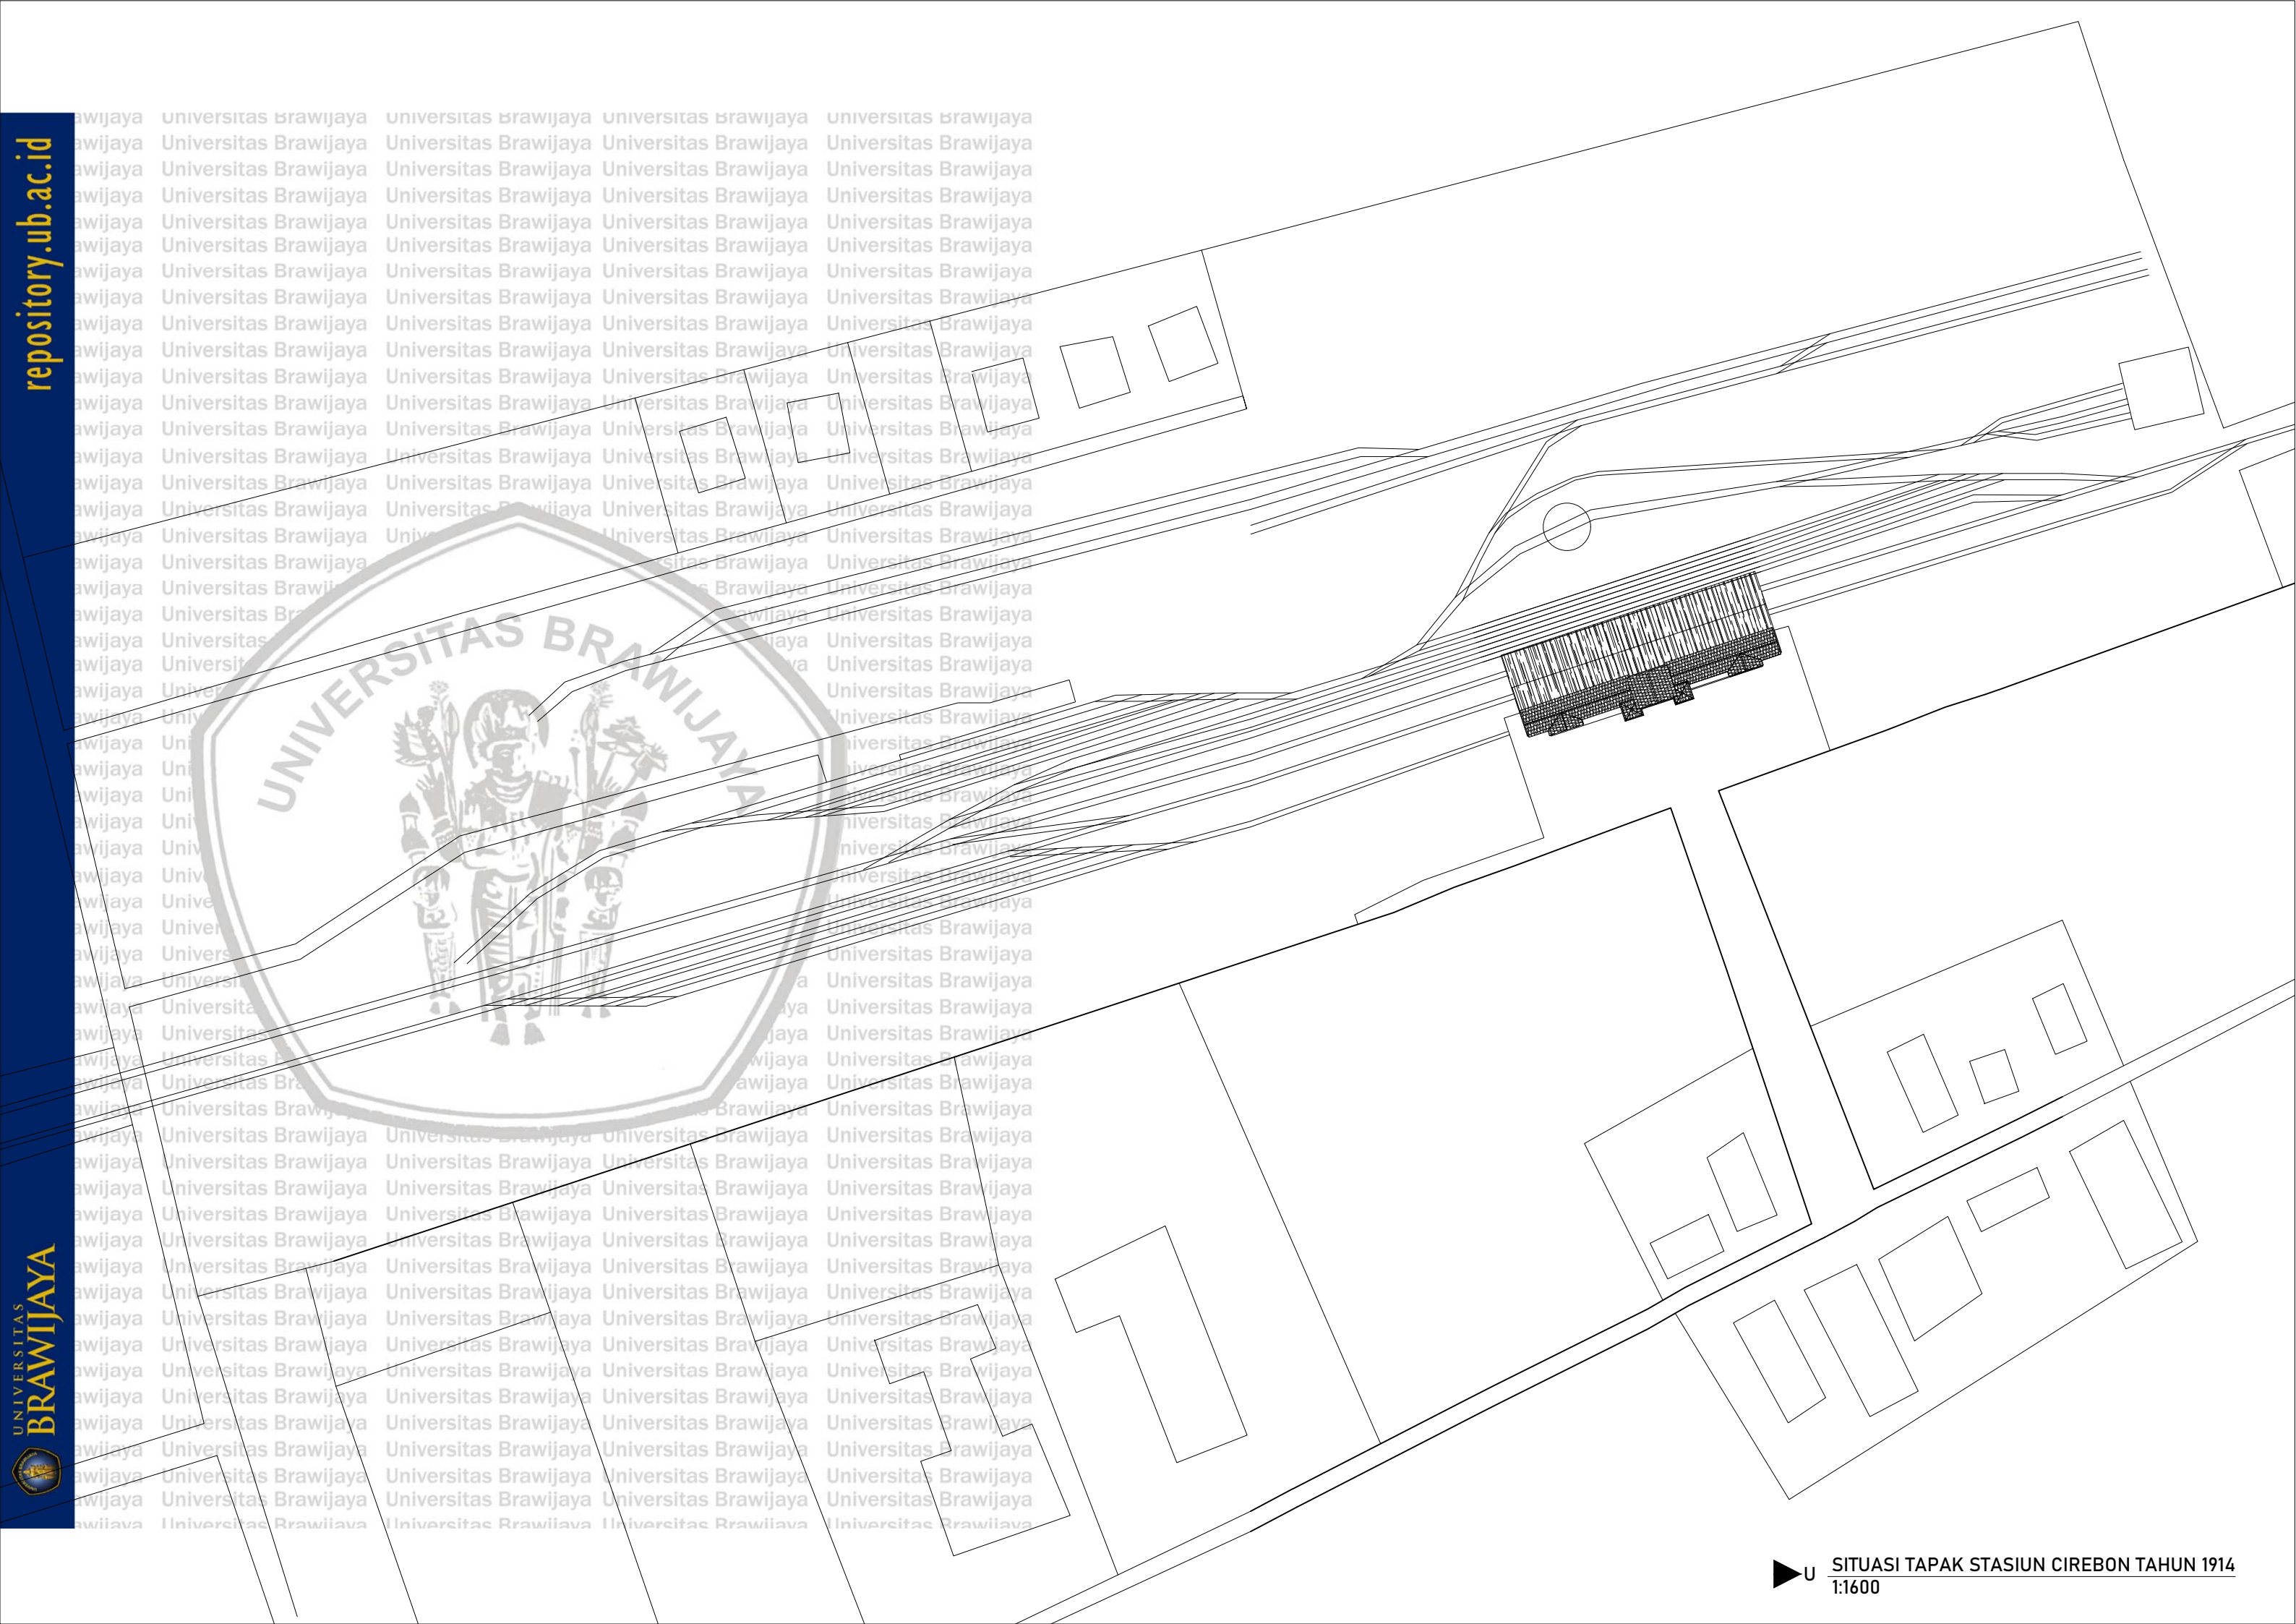 repository.ub.ac.id
UNIVERSITAS
BRAWIJAYA
UNIVERSITAS BRAWIJAYA
U
SITUASI TAPAK STASIUN CIREBON TAHUN 1914
1:1600